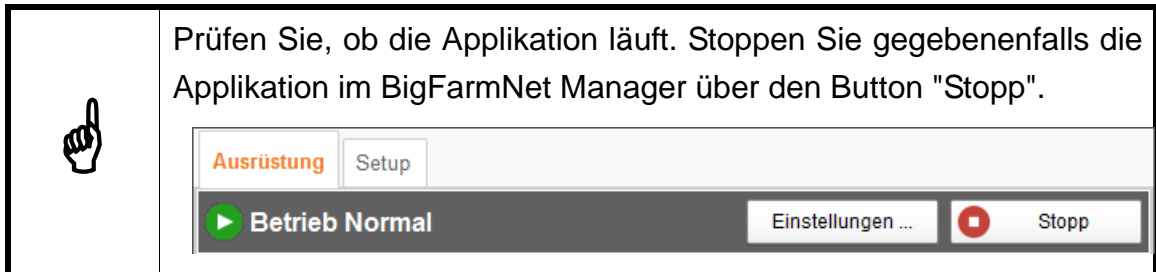 Prüfen Sie, ob die Applikation läuft. Stoppen Sie gegebenenfalls die
Applikation im BigFarmNet Manager über den Button "Stopp".
Ausrüstung Setup
Betrieb Normal Einstellungen ... Stopp